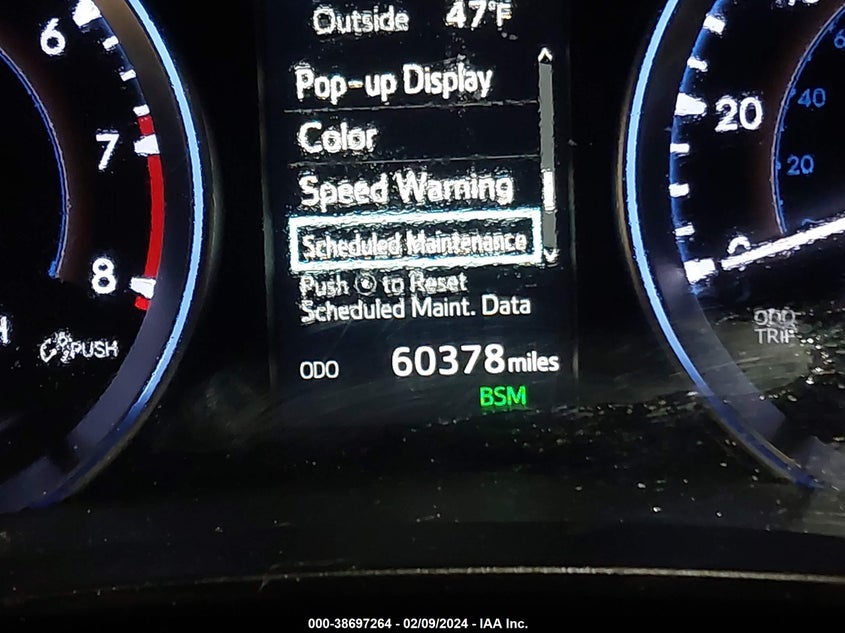 Outside 47°F
Pop-up Display
Color
Speed Warning
Scheduled Maintenance
Push to Reset
Scheduled Maint. Data
ODO 60378 miles
BSM
6
7
8
PUSH
20
0
40
20
ODO
TRIP
000-38697264 - 02/09/2024 - IAA Inc.